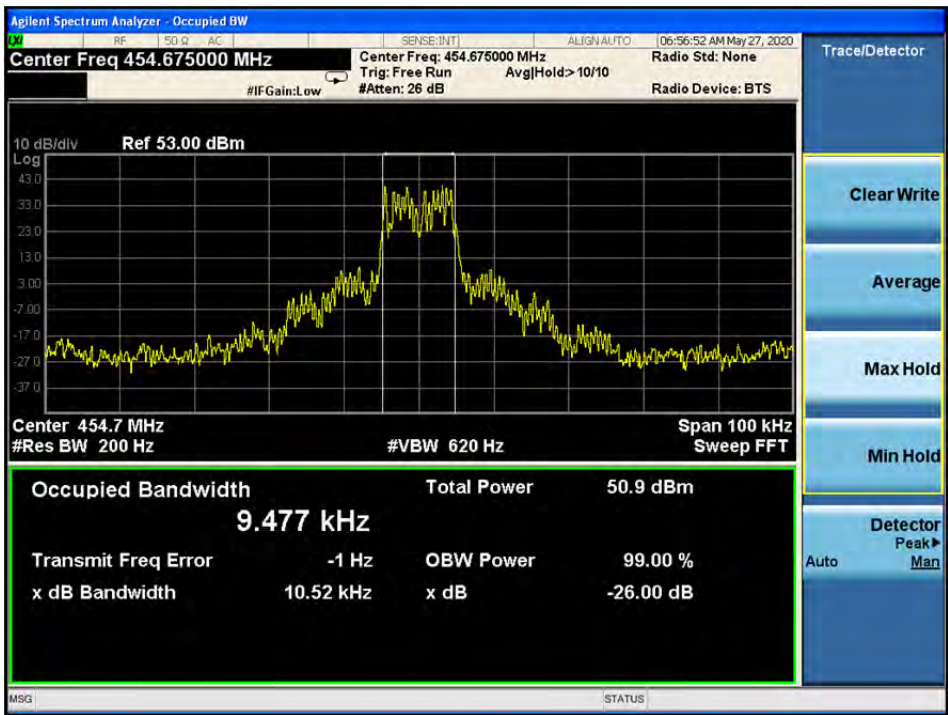 Agilent Spectrum Analyzer - Occupied BW
LXI RF 50 Ω AC SENSE:INT ALIGN AUTO 06:56:52 AM May 27, 2020
Center Freq 454.675000 MHz
Center Freq: 454.675000 MHz
Radio Std: None
Trig: Free Run Avg|Hold:>10/10
#IFGain:Low
#Atten: 26 dB
Radio Device: BTS
Trace/Detector
10 dB/div Ref 53.00 dBm
Log
43.0
33.0
23.0
13.0
3.00
-7.00
-17.0
-27.0
-37.0
Center 454.7 MHz
Span 100 kHz
#Res BW 200 Hz
#VBW 620 Hz
Sweep FFT
Occupied Bandwidth
Total Power 50.9 dBm
9.477 kHz
Transmit Freq Error -1 Hz
OBW Power 99.00 %
x dB Bandwidth 10.52 kHz
x dB -26.00 dB
Clear Write
Average
Max Hold
Min Hold
Detector
Peak▶
Auto Man
MSG
STATUS